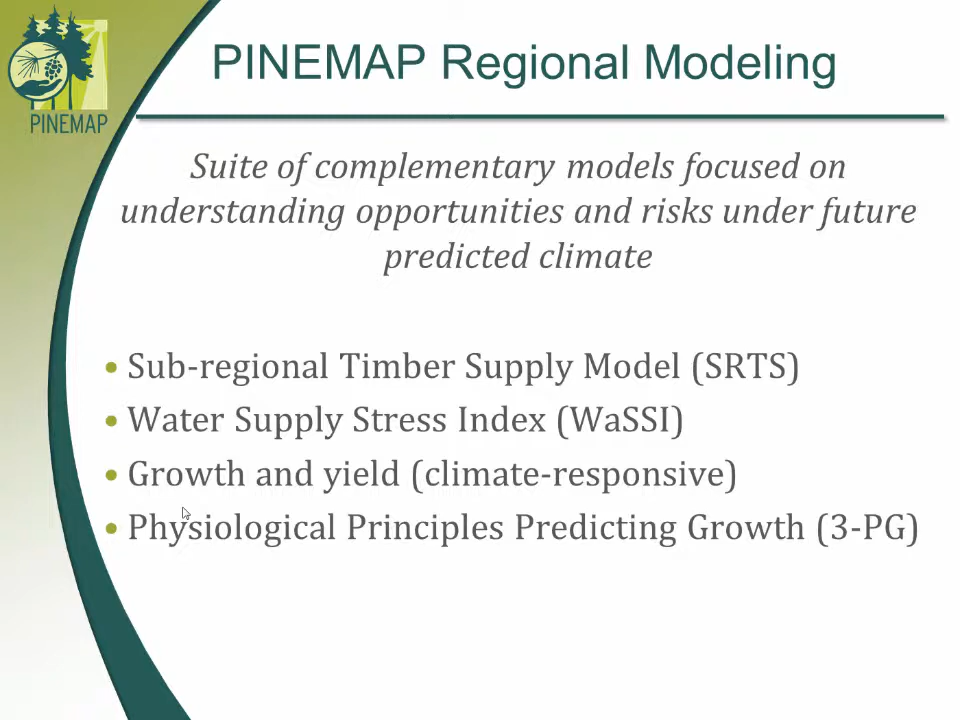 PINEMAP
PINEMAP Regional Modeling
Suite of complementary models focused on
understanding opportunities and risks under future
predicted climate
• Sub-regional Timber Supply Model (SRTS)
• Water Supply Stress Index (WaSSI)
• Growth and yield (climate-responsive)
• Physiological Principles Predicting Growth (3-PG)